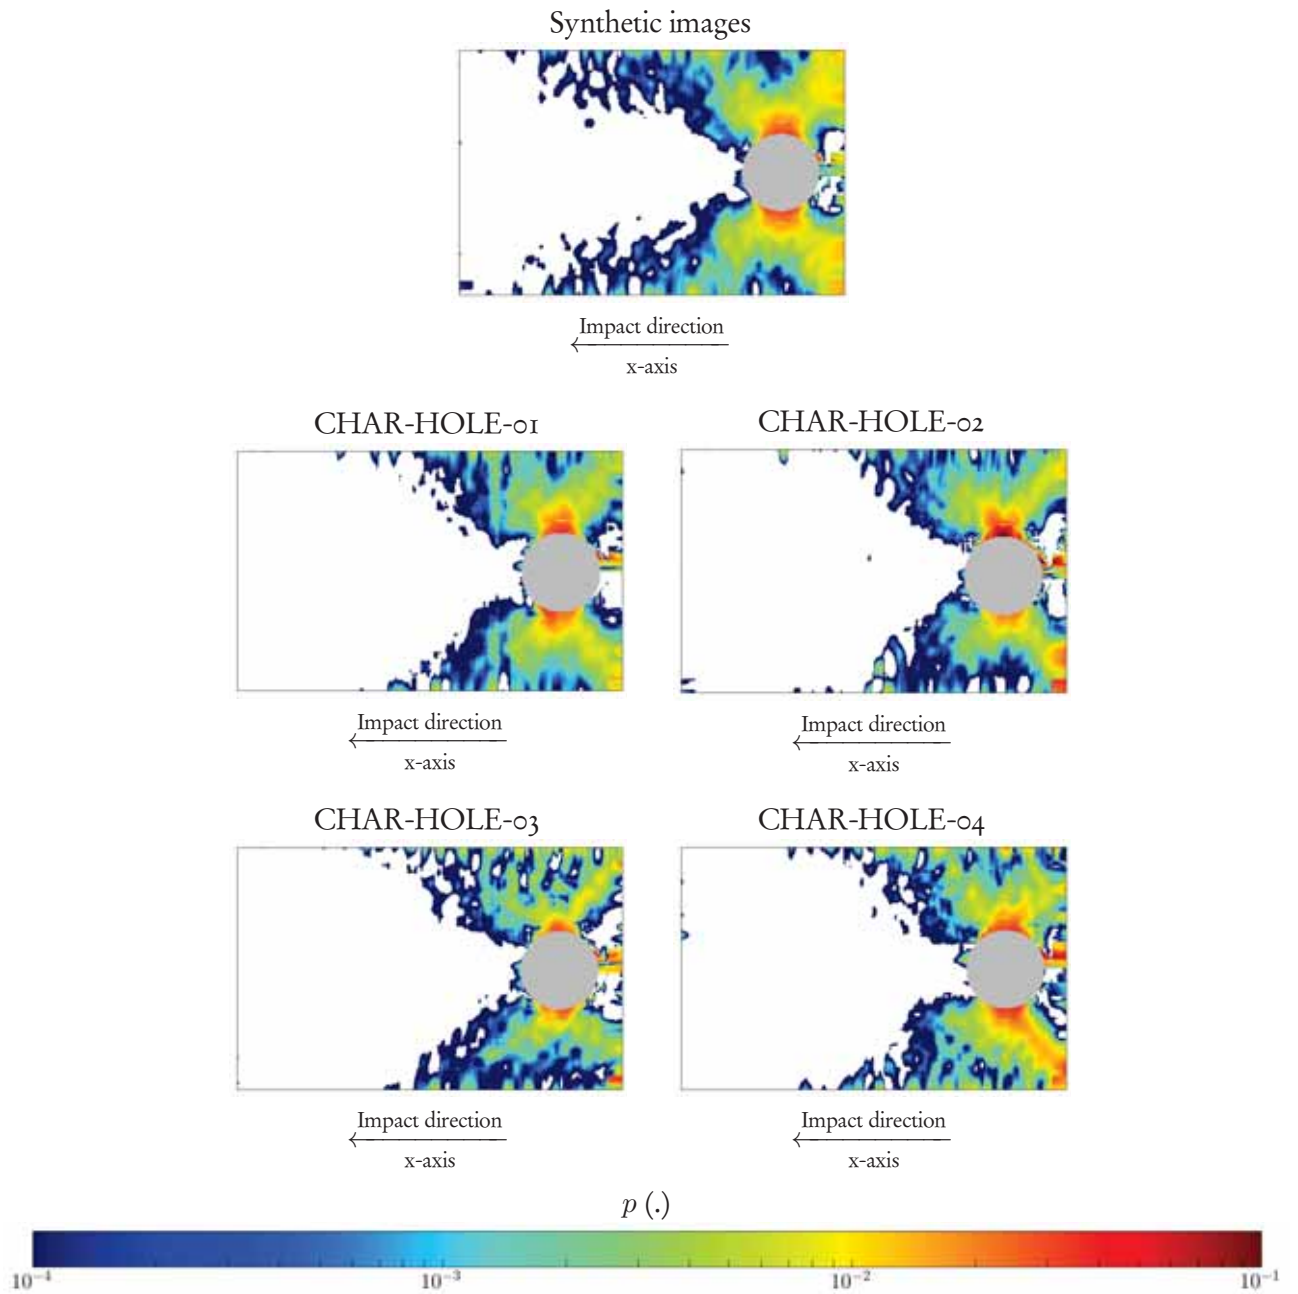 Synthetic images
Impact direction
x-axis
CHAR-HOLE-01 CHAR-HOLE-02
Impact direction Impact direction
x-axis x-axis
CHAR-HOLE-03 CHAR-HOLE-04
Impact direction Impact direction
x-axis x-axis
p (.)
10⁻⁴ 10⁻³ 10⁻² 10⁻¹